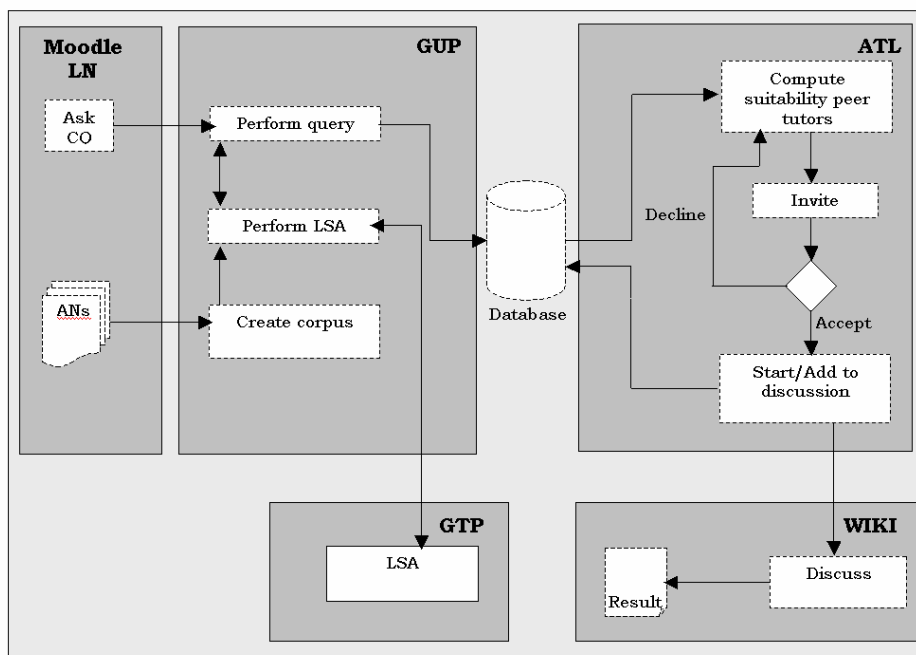 Moodle
LN
Ask
CQ
ANs
GUP
Perform query
Perform LSA
Create corpus
Database
ATL
Compute
suitability peer
tutors
Invite
Decline
Accept
Start/Add to
discussion
GTP
LSA
WIKI
Discuss
Result